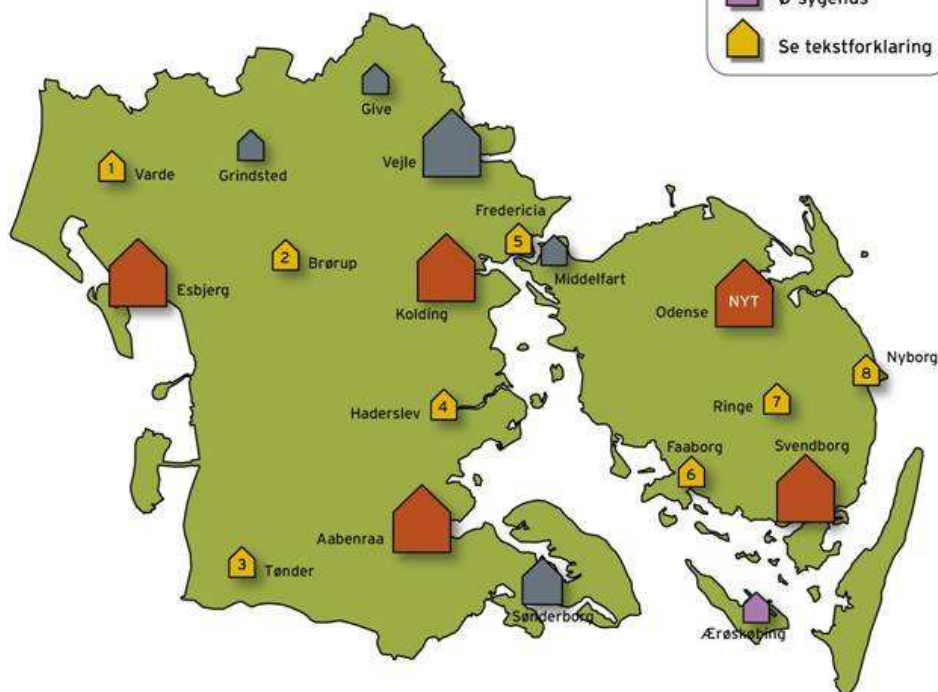 Se tekstforklaring
Give
Vejle
1
Varde
Grindsted
Fredericia
5
2
Brørup
Middelfart
Esbjerg
Kolding
NYT
Odense
Nyborg
8
Haderslev
4
Ringe
7
Faaborg
6
Svendborg
Aabenraa
3
Tønder
Sønderborg
Ærøskøbing